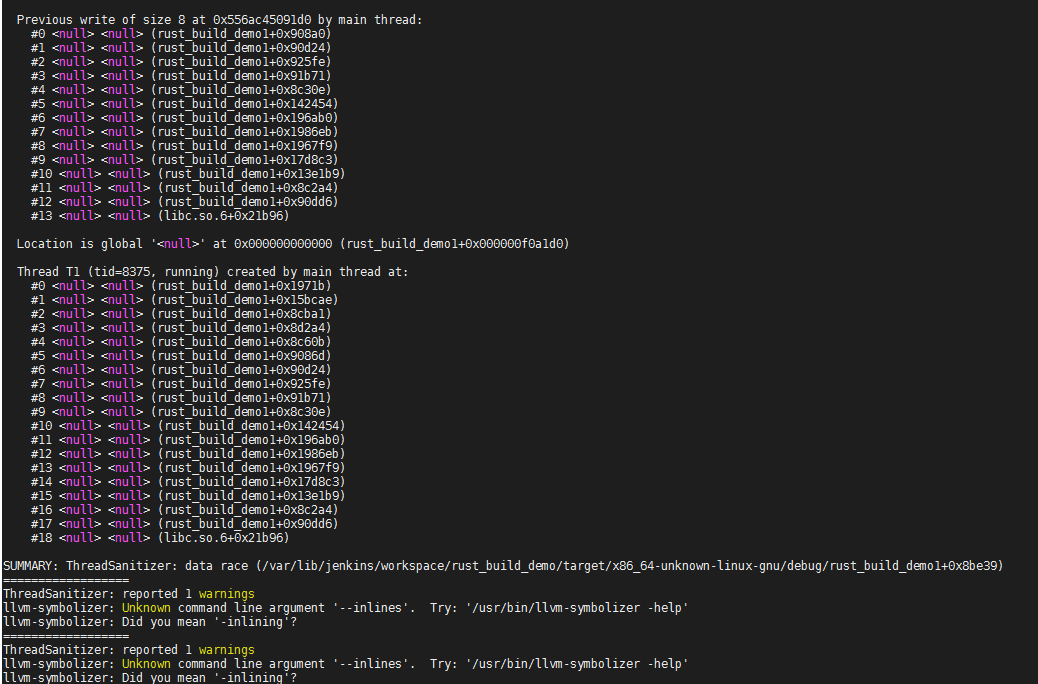 Previous write of size 8 at 0x556ac45091d0 by main thread:
#0 <null> <null> (rust_build_demo1+0x908a0)
#1 <null> <null> (rust_build_demo1+0x90d24)
#2 <null> <null> (rust_build_demo1+0x925fe)
#3 <null> <null> (rust_build_demo1+0x91b71)
#4 <null> <null> (rust_build_demo1+0x8c30e)
#5 <null> <null> (rust_build_demo1+0x142454)
#6 <null> <null> (rust_build_demo1+0x196ab0)
#7 <null> <null> (rust_build_demo1+0x1986eb)
#8 <null> <null> (rust_build_demo1+0x1967f9)
#9 <null> <null> (rust_build_demo1+0x17d8c3)
#10 <null> <null> (rust_build_demo1+0x13e1b9)
#11 <null> <null> (rust_build_demo1+0x8c2a4)
#12 <null> <null> (rust_build_demo1+0x90dd6)
#13 <null> <null> (libc.so.6+0x21b96)
Location is global '<null>' at 0x000000000000 (rust_build_demo1+0x000000f0a1d0)
Thread T1 (tid=8375, running) created by main thread at:
#0 <null> <null> (rust_build_demo1+0x1971b)
#1 <null> <null> (rust_build_demo1+0x15bcae)
#2 <null> <null> (rust_build_demo1+0x8cba1)
#3 <null> <null> (rust_build_demo1+0x8d2a4)
#4 <null> <null> (rust_build_demo1+0x8c60b)
#5 <null> <null> (rust_build_demo1+0x9086d)
#6 <null> <null> (rust_build_demo1+0x90d24)
#7 <null> <null> (rust_build_demo1+0x925fe)
#8 <null> <null> (rust_build_demo1+0x91b71)
#9 <null> <null> (rust_build_demo1+0x8c30e)
#10 <null> <null> (rust_build_demo1+0x142454)
#11 <null> <null> (rust_build_demo1+0x196ab0)
#12 <null> <null> (rust_build_demo1+0x1986eb)
#13 <null> <null> (rust_build_demo1+0x1967f9)
#14 <null> <null> (rust_build_demo1+0x17d8c3)
#15 <null> <null> (rust_build_demo1+0x13e1b9)
#16 <null> <null> (rust_build_demo1+0x8c2a4)
#17 <null> <null> (rust_build_demo1+0x90dd6)
#18 <null> <null> (libc.so.6+0x21b96)
SUMMARY: ThreadSanitizer: data race (/var/lib/jenkins/workspace/rust_build_demo/target/x86_64-unknown-linux-gnu/debug/rust_build_demo1+0x8be39)
==================
ThreadSanitizer: reported 1 warnings
llvm-symbolizer: Unknown command line argument '--inlines'.  Try: '/usr/bin/llvm-symbolizer -help'
llvm-symbolizer: Did you mean '-inlining'?
==================
ThreadSanitizer: reported 1 warnings
llvm-symbolizer: Unknown command line argument '--inlines'.  Try: '/usr/bin/llvm-symbolizer -help'
llvm-symbolizer: Did you mean '-inlining'?